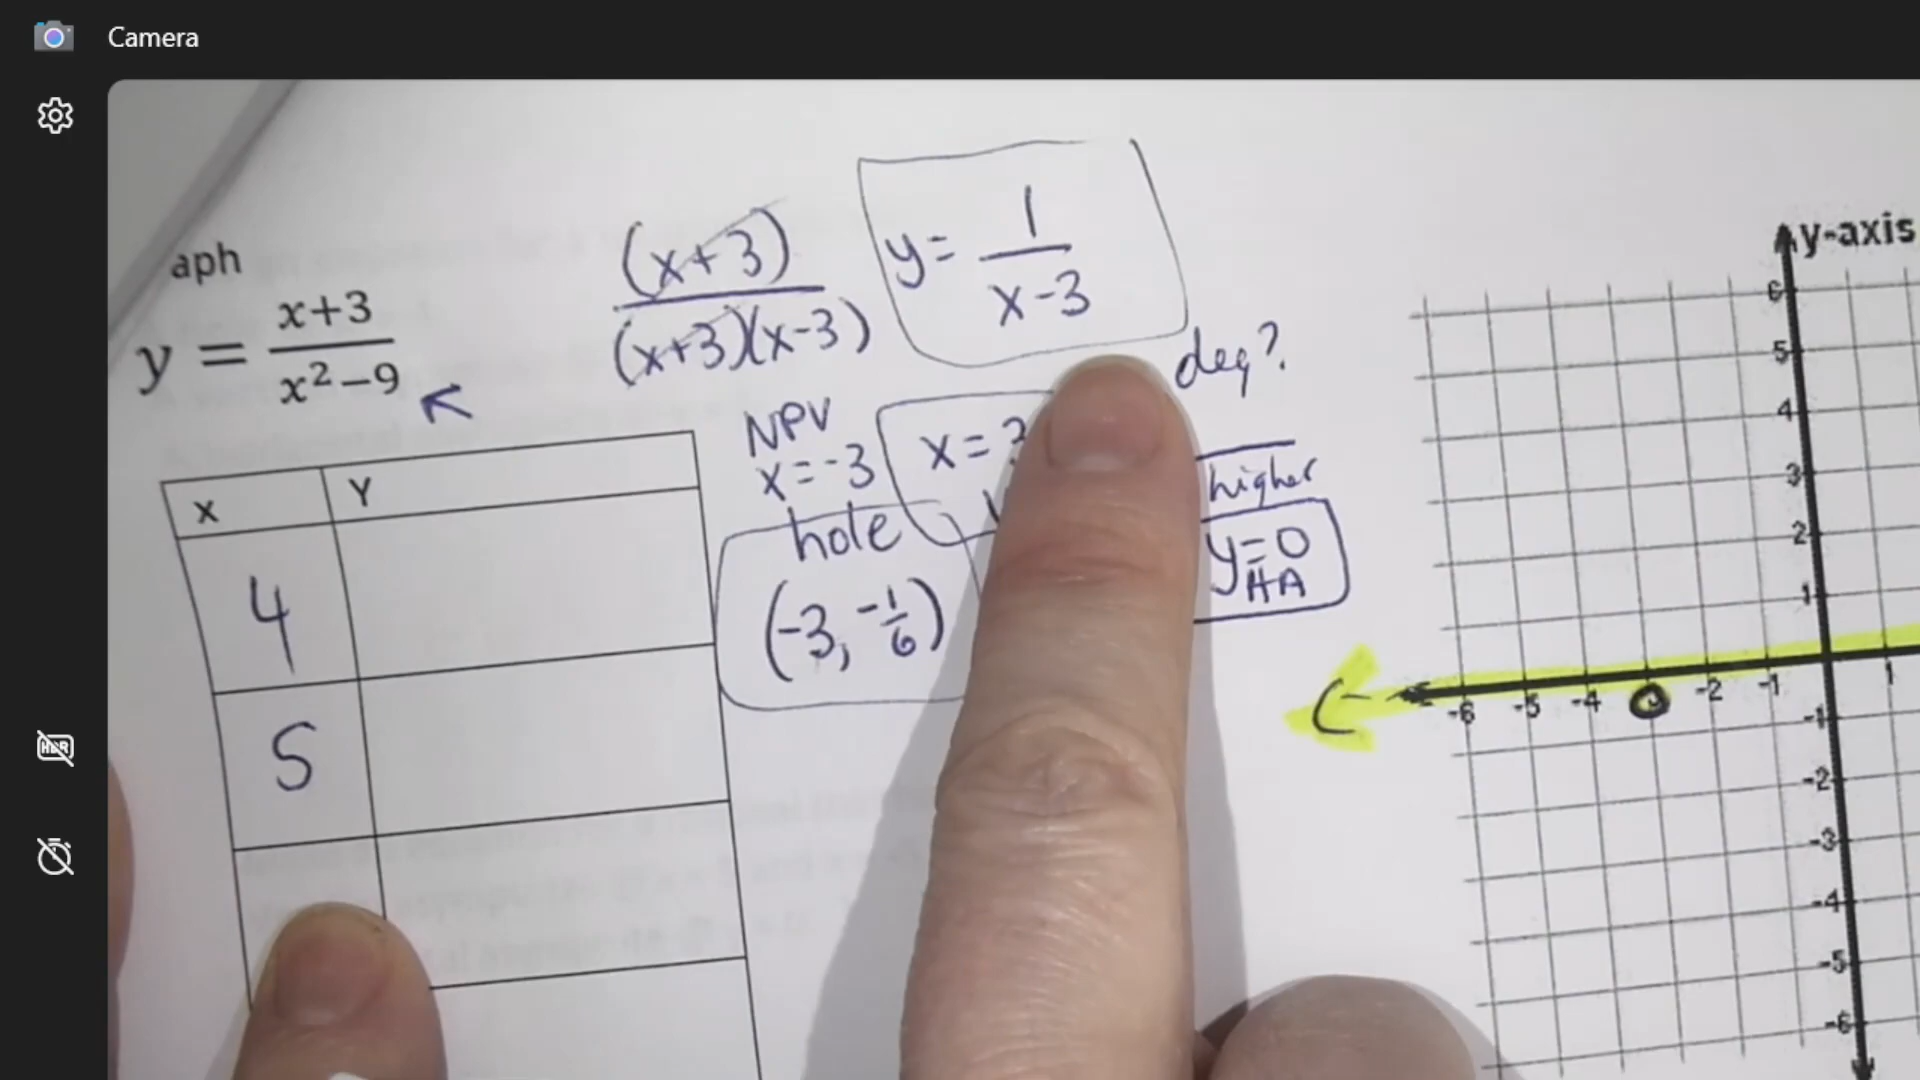 Camera
aph
y = x+3 / x²-9
(x+3) / (x+3)(x-3)
y = 1 / x-3
deg?
NPV
x = -3
hole
(-3, -1/6)
x =
higher
y = 0
HA
X Y
4
5
y-axis
6
5
4
3
2
1
-6 -5 -4 -2 -1 1
-1
-2
-3
-4
-5
-6